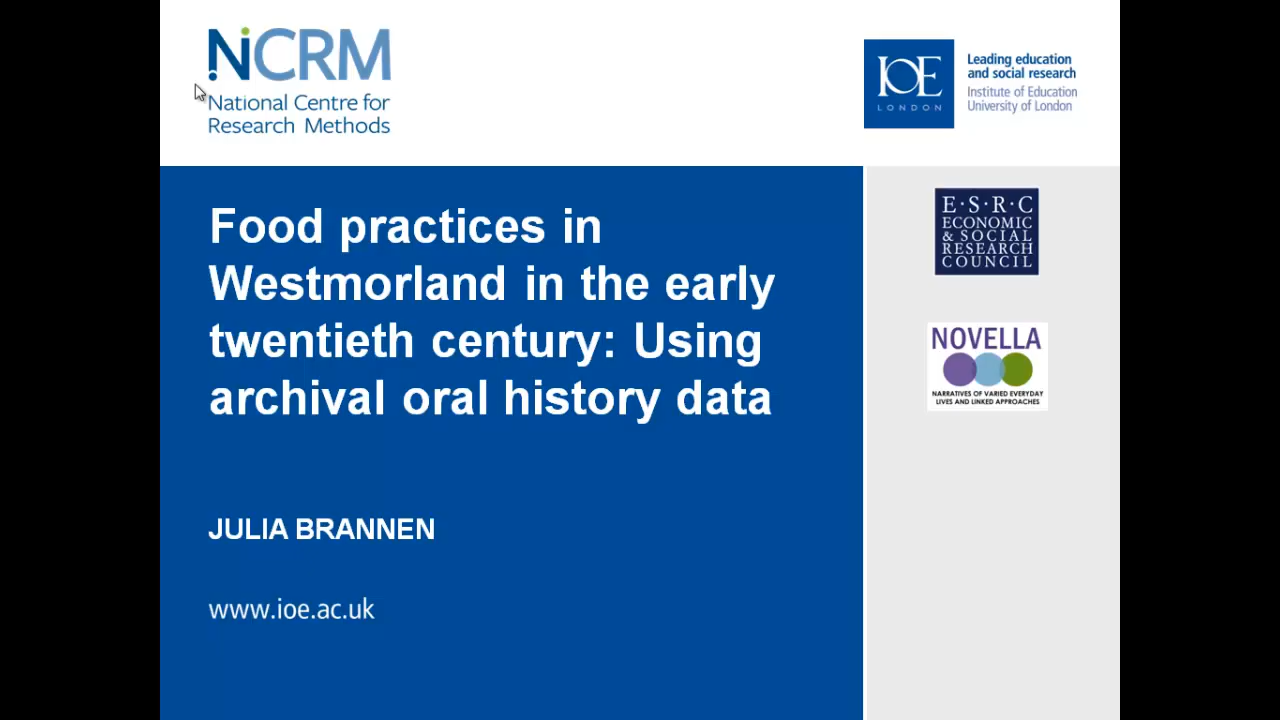 NCRM
National Centre for
Research Methods
IOE
LONDON
Leading education
and social research
Institute of Education
University of London
Food practices in
Westmorland in the early
twentieth century: Using
archival oral history data
JULIA BRANNEN
www.ioe.ac.uk
E·S·R·C
ECONOMIC
& SOCIAL
RESEARCH
COUNCIL
NOVELLA
NARRATIVES OF VARIED EVERYDAY
LIVES AND LINKED APPROACHES